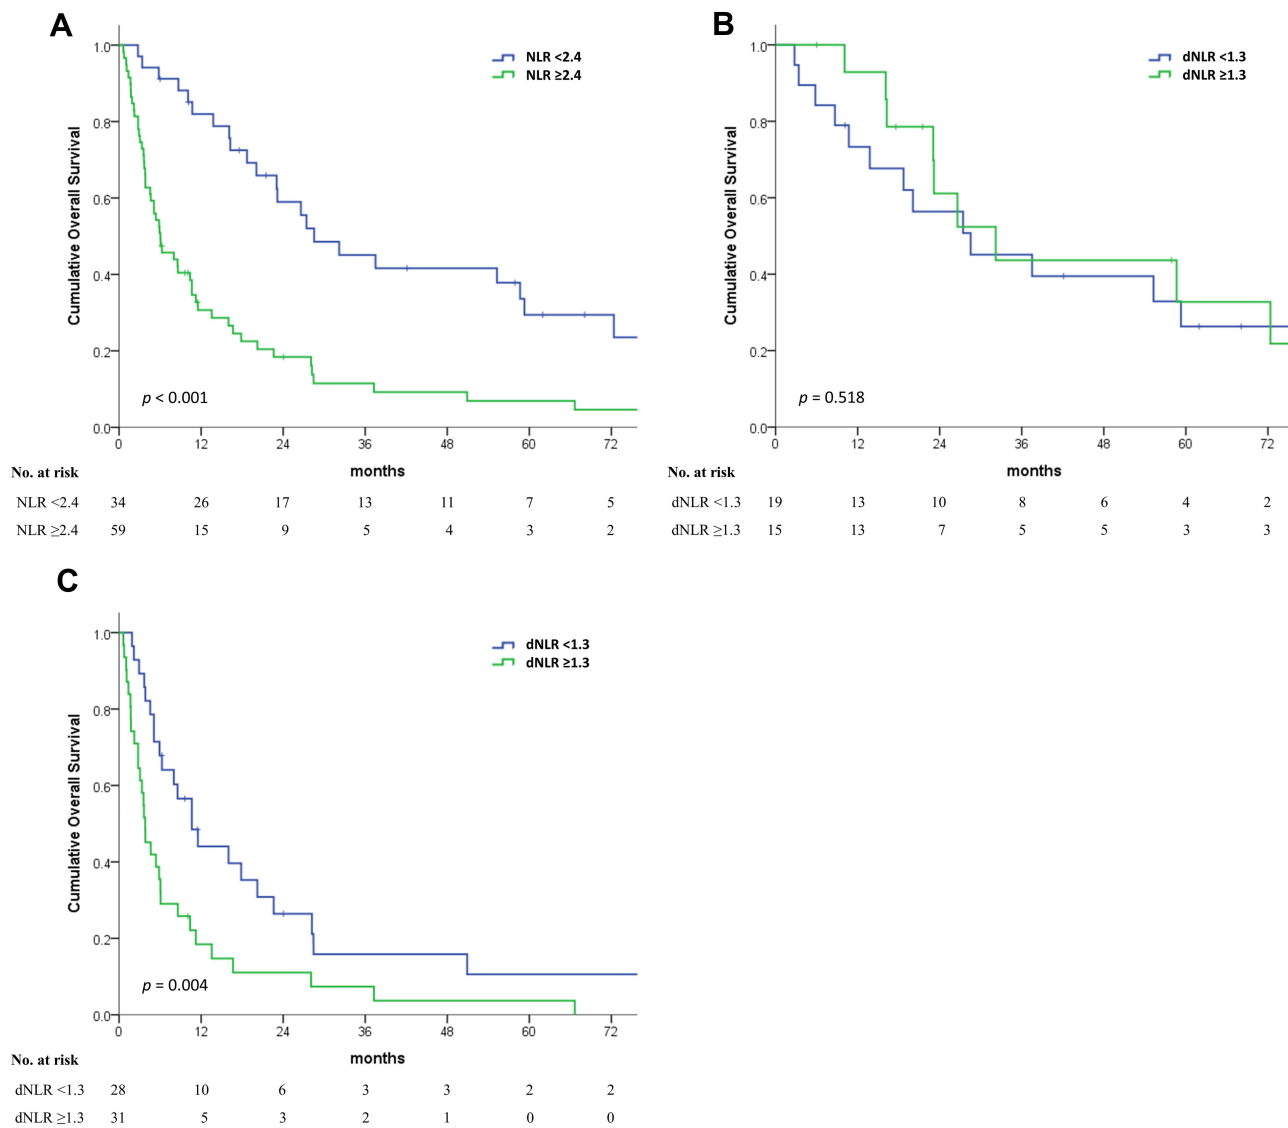 A
NLR <2.4
NLR ≥2.4
Cumulative Overall Survival
1.0
0.8
0.6
0.4
0.2
0.0
p < 0.001
0 12 24 36 48 60 72
months
No. at risk
NLR <2.4 34 26 17 13 11 7 5
NLR ≥2.4 59 15 9 5 4 3 2
B
dNLR <1.3
dNLR ≥1.3
Cumulative Overall Survival
1.0
0.8
0.6
0.4
0.2
0.0
p = 0.518
0 12 24 36 48 60 72
months
No. at risk
dNLR <1.3 19 13 10 8 6 4 2
dNLR ≥1.3 15 13 7 5 5 3 3
C
dNLR <1.3
dNLR ≥1.3
Cumulative Overall Survival
1.0
0.8
0.6
0.4
0.2
0.0
p = 0.004
0 12 24 36 48 60 72
months
No. at risk
dNLR <1.3 28 10 6 3 3 2 2
dNLR ≥1.3 31 5 3 2 1 0 0